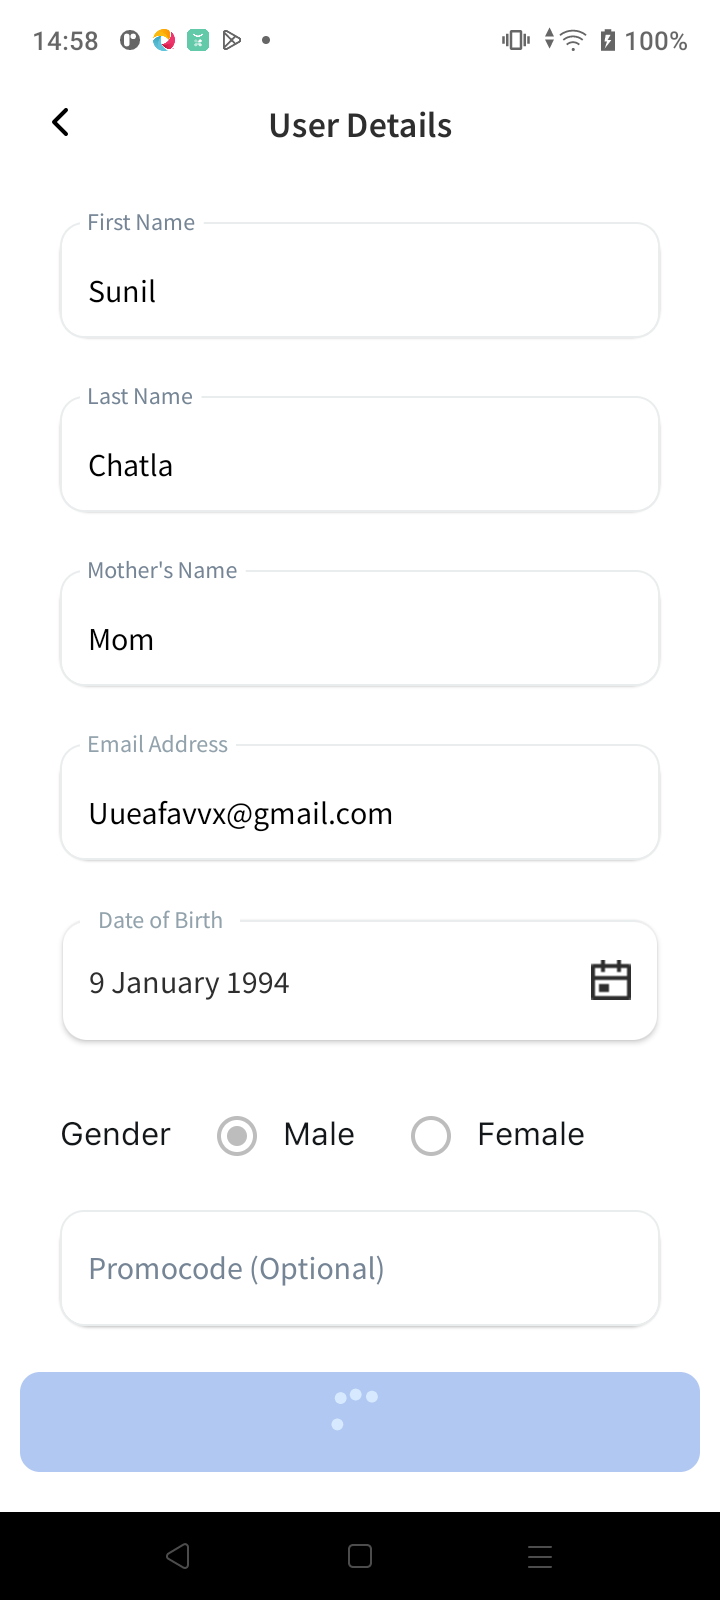 14:58
100%
User Details
First Name
Sunil
Last Name
Chatla
Mother's Name
Mom
Email Address
Uueafavvx@gmail.com
Date of Birth
9 January 1994
Gender Male Female
Promocode (Optional)